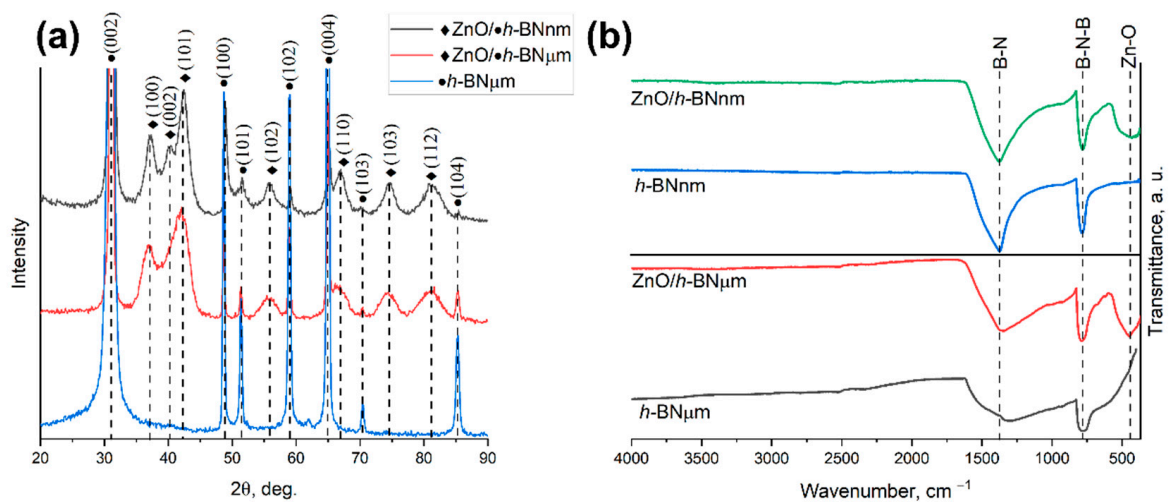 (a)
(002)
(100)
(002)
(101)
(100)
(101)
(102)
(102)
(004)
(110)
(103)
(103)
(112)
(104)
◆ZnO/●h-BNnm
◆ZnO/●h-BNμm
●h-BNμm
Intensity
20 30 40 50 60 70 80 90
2θ, deg.
(b)
B-N
B-N-B
Zn-O
ZnO/h-BNnm
h-BNnm
ZnO/h-BNμm
h-BNμm
Transmittance, a. u.
4000 3500 3000 2500 2000 1500 1000 500
Wavenumber, cm⁻¹